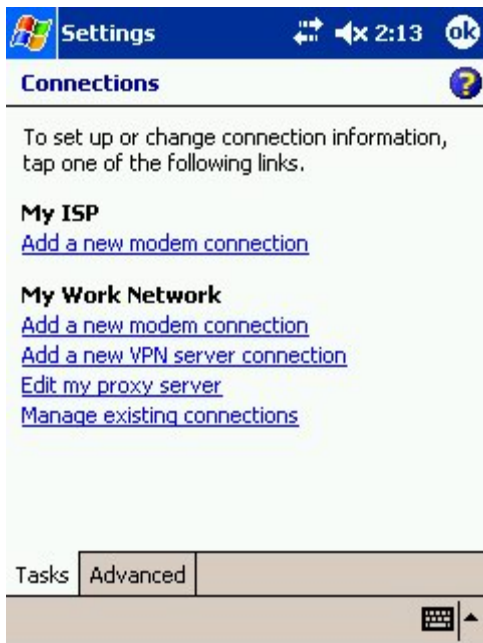 Settings 2:13 ok
Connections ?
To set up or change connection information,
tap one of the following links.
My ISP
Add a new modem connection
My Work Network
Add a new modem connection
Add a new VPN server connection
Edit my proxy server
Manage existing connections
Tasks Advanced